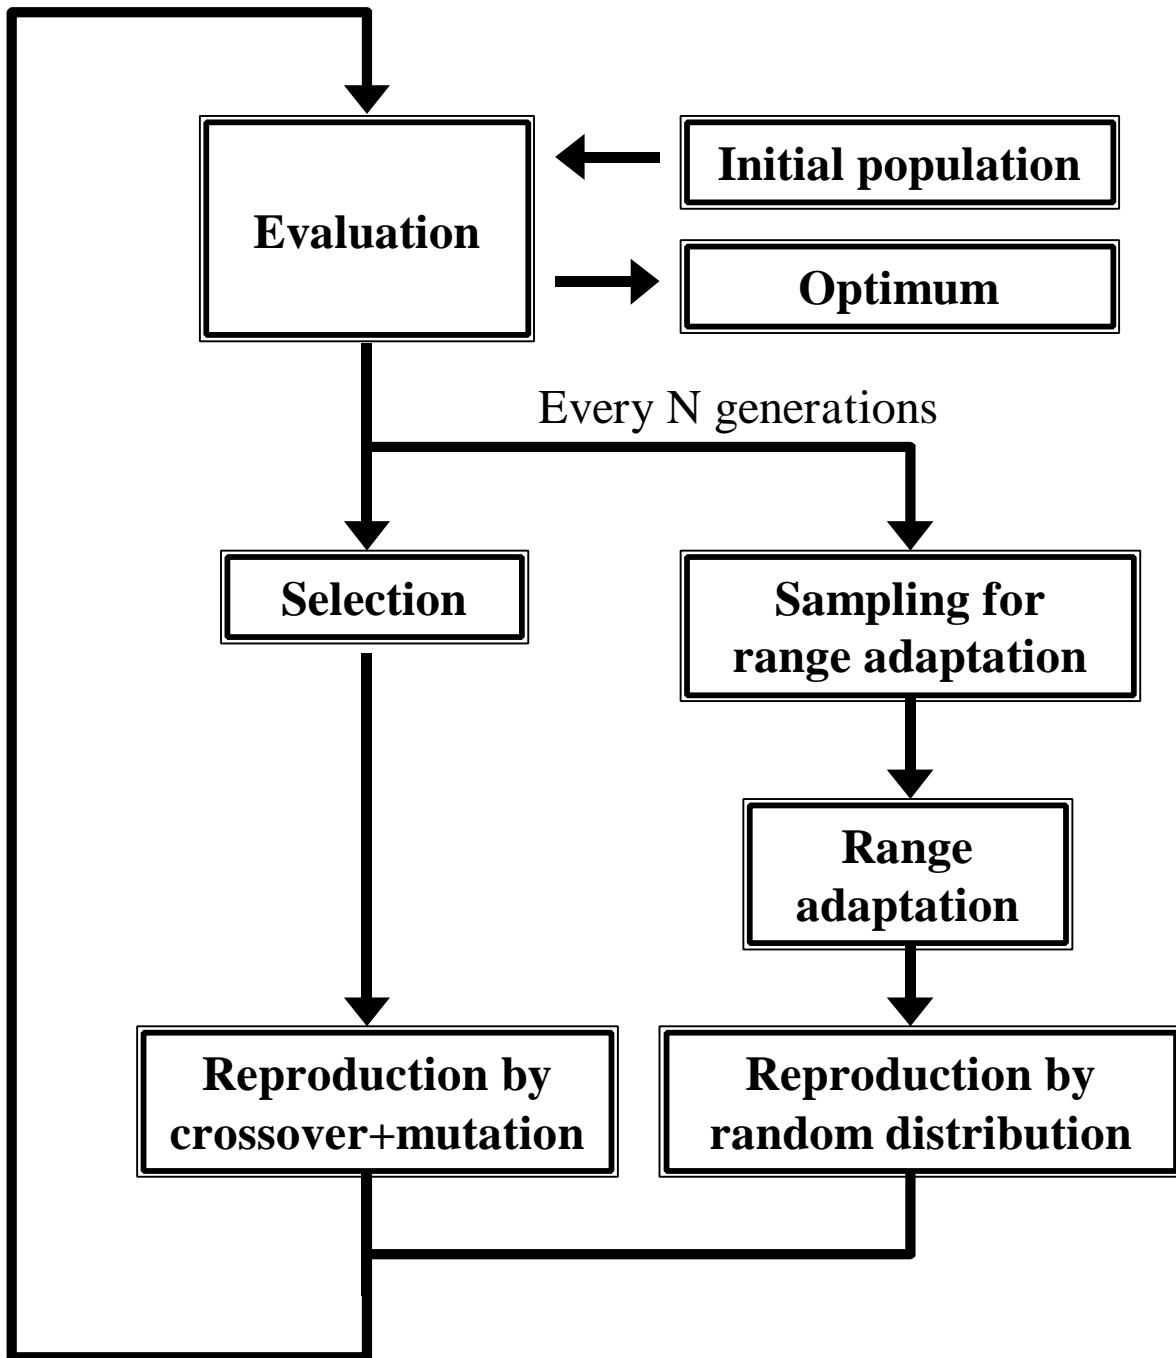 Initial population
Evaluation
Optimum
Every N generations
Selection
Sampling for
range adaptation
Range
adaptation
Reproduction by
crossover+mutation
Reproduction by
random distribution